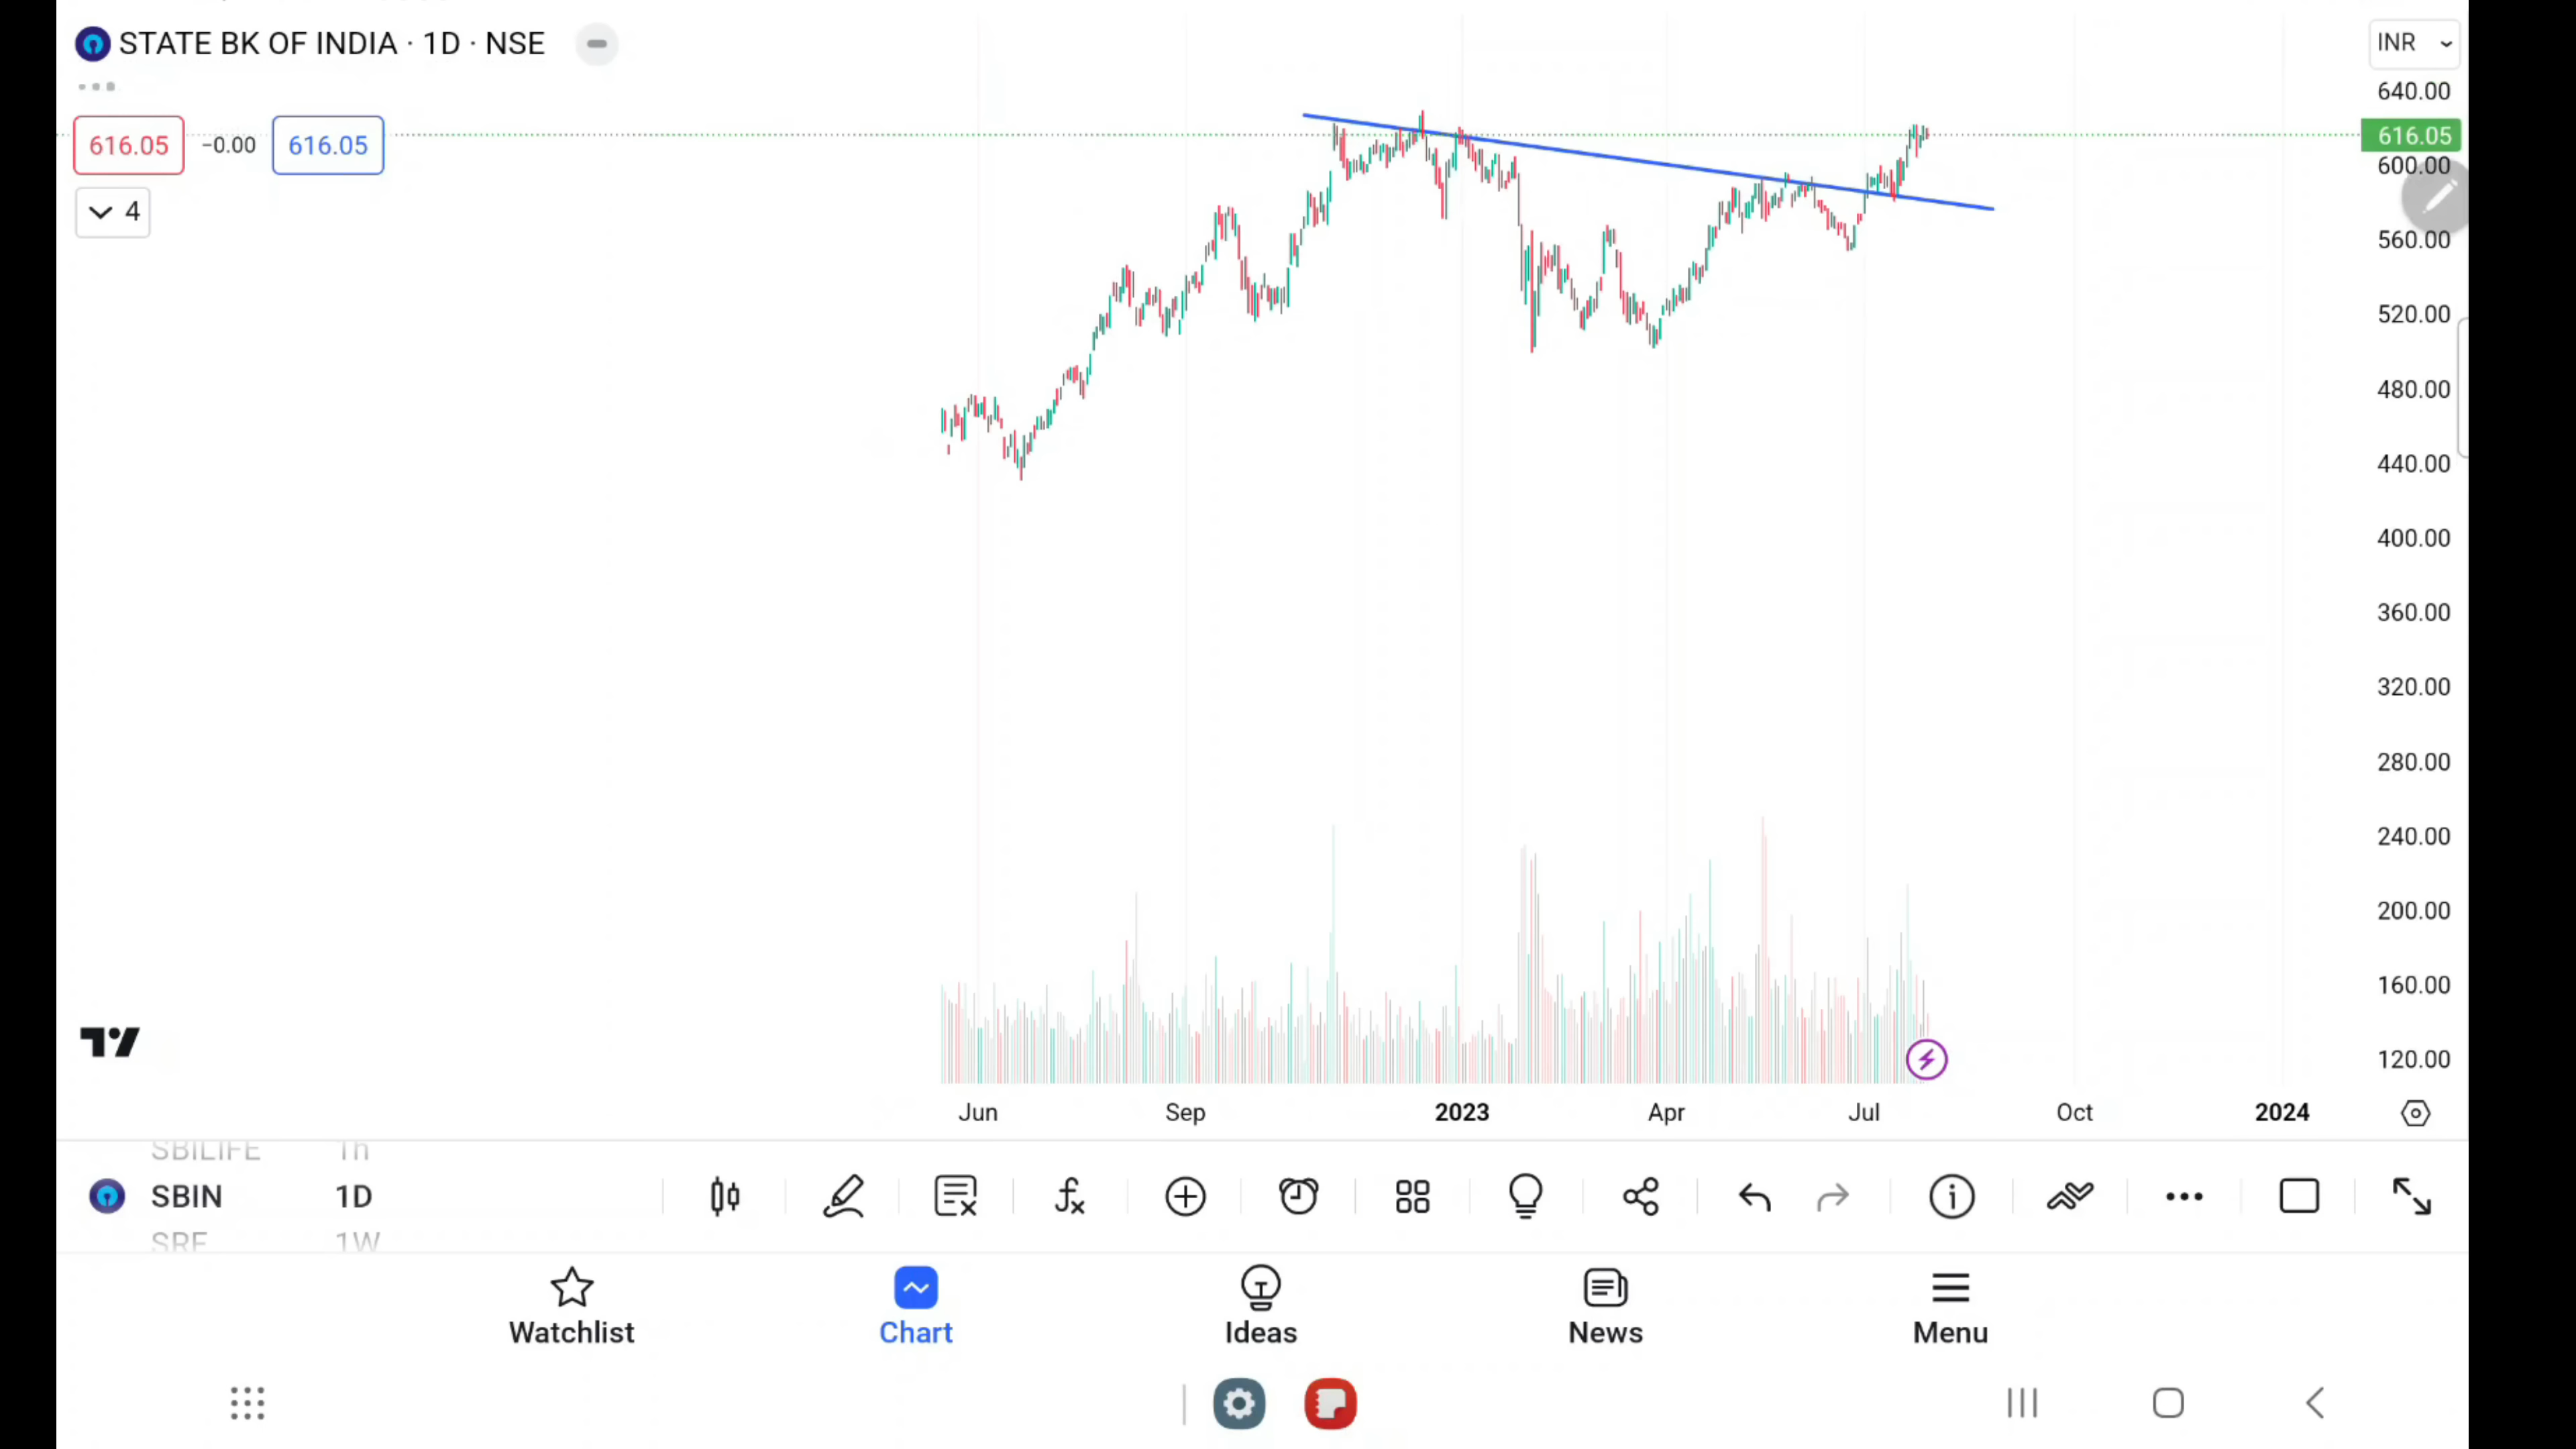 STATE BK OF INDIA · 1D · NSE
INR
616.05 −0.00 616.05
4
640.00
616.05
600.00
560.00
520.00
480.00
440.00
400.00
360.00
320.00
280.00
240.00
200.00
160.00
120.00
Jun Sep 2023 Apr Jul Oct 2024
SBILIFE 1h
SBIN 1D
SRF 1W
Watchlist Chart Ideas News Menu